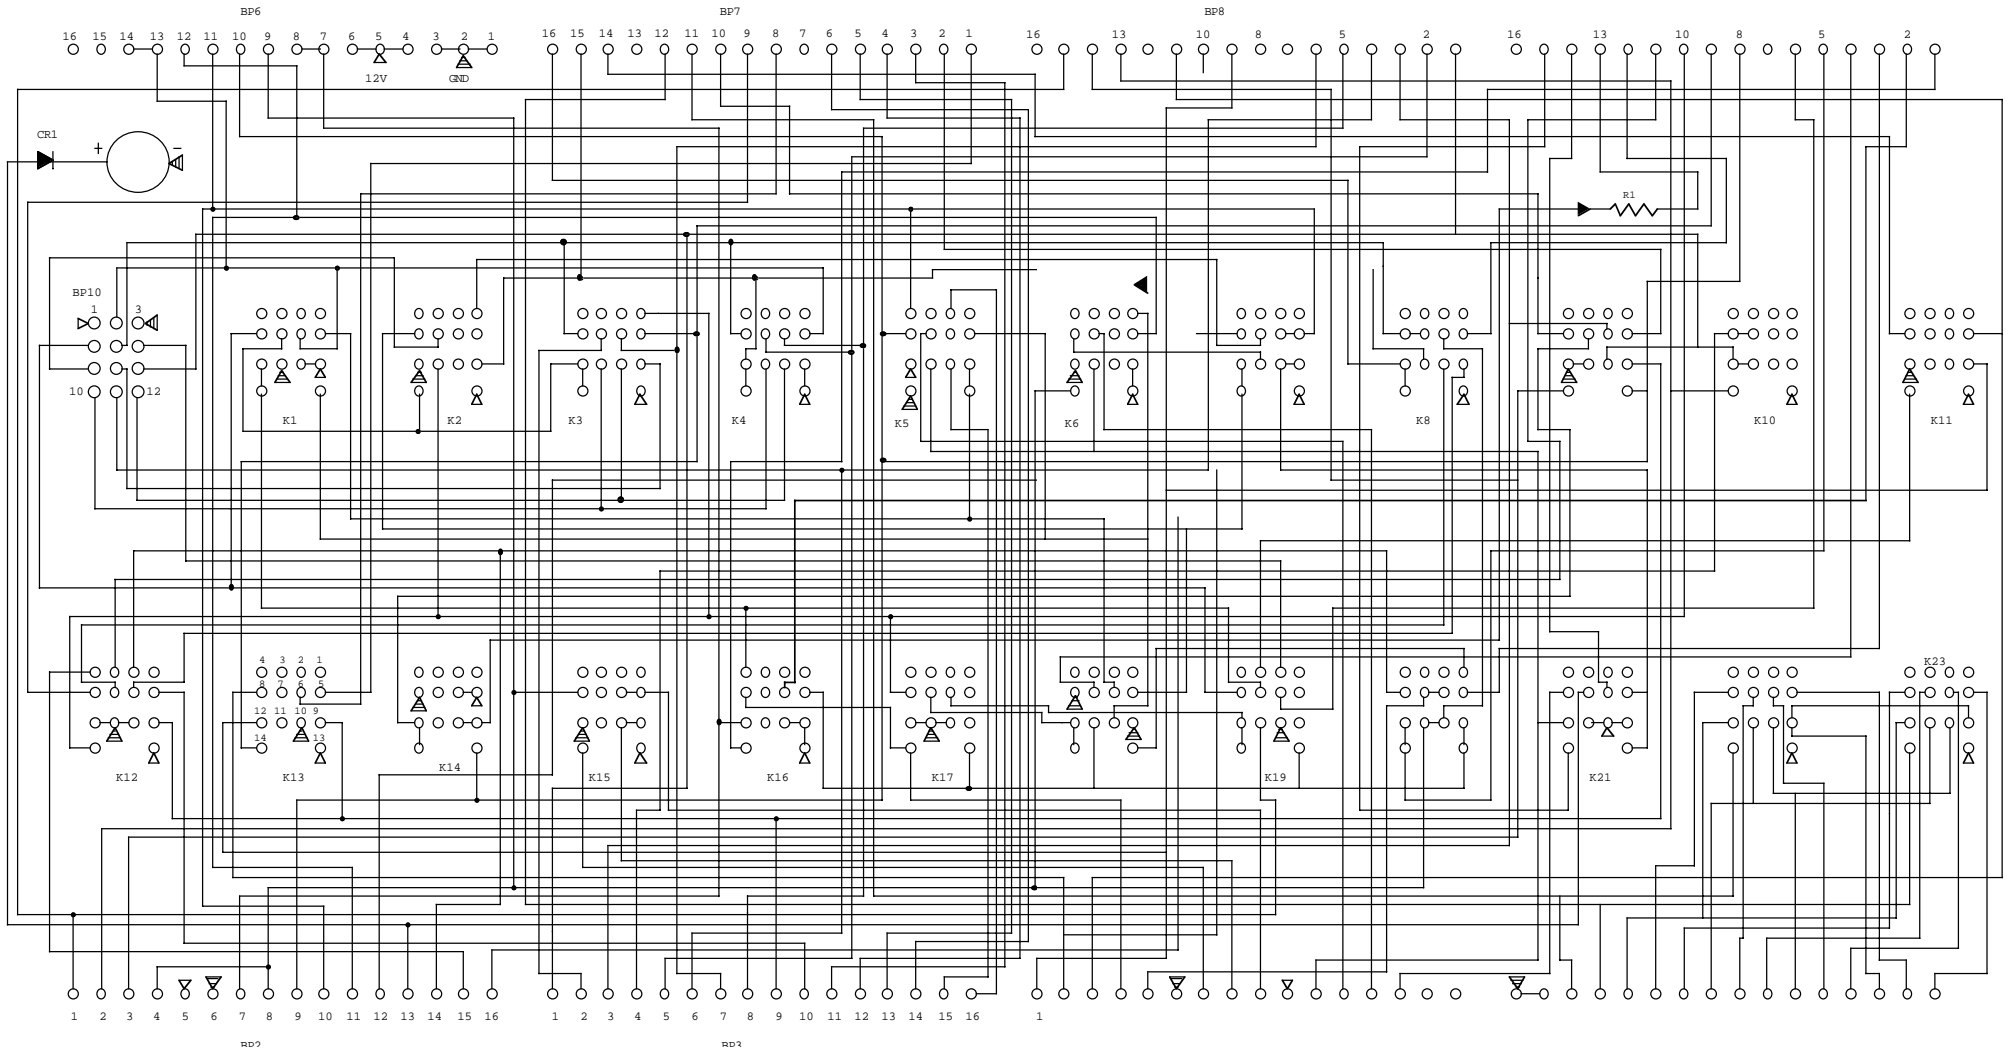 BP6 BP7 BP8
16 15 14 13 12 11 10 9 8 7 6 5 4 3 2 1 16 15 14 13 12 11 10 9 8 7 6 5 4 3 2 1 16 13 10 8 5 2 16 13 10 8 5 2
12V GND
CR1
+ −
R1
BP10
1 3
10 12
K1 K2 K3 K4 K5 K6 K8 K10 K11
K23
4 3 2 1
8 7 6 5
12 11 10 9
14 13
K12 K13 K14 K15 K16 K17 K19 K21
1 2 3 4 5 6 7 8 9 10 11 12 13 14 15 16 1 2 3 4 5 6 7 8 9 10 11 12 13 14 15 16 1
BP2 BP3